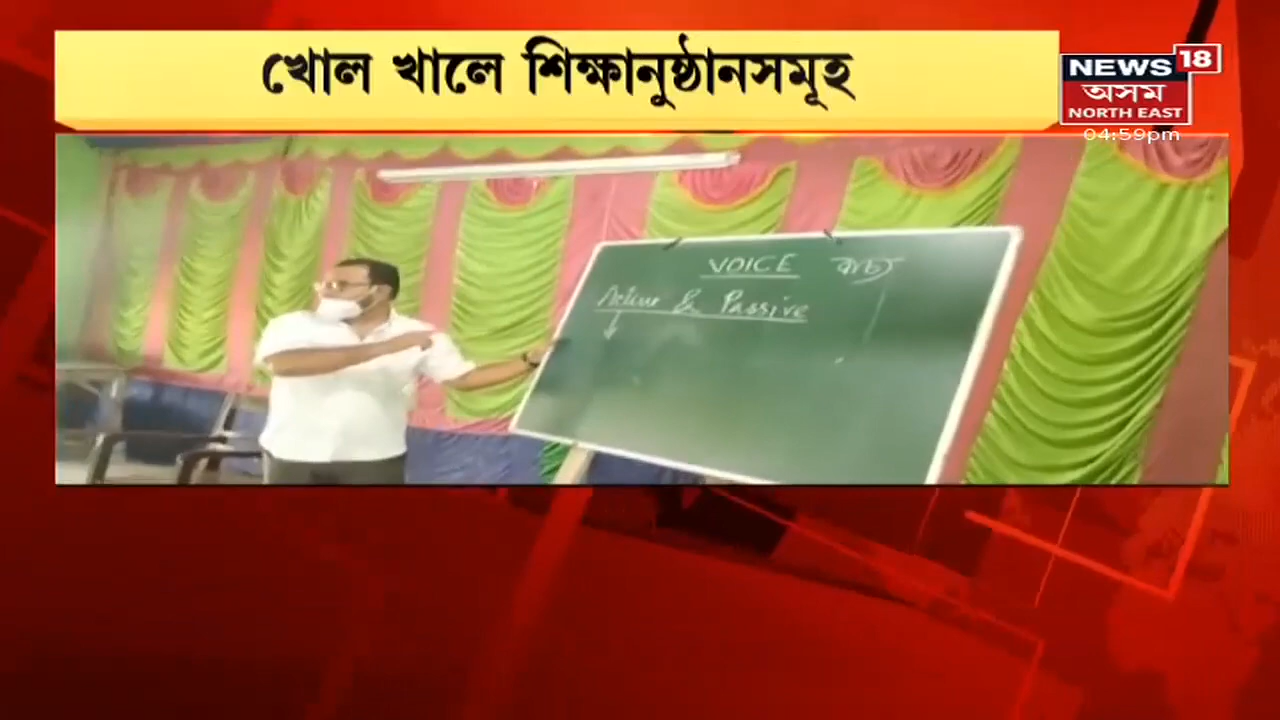 খোল খালে শিক্ষানুষ্ঠানসমূহ
NEWS 18
অসম
NORTH EAST
04:59pm
VOICE বাচ্য
Active & Passive